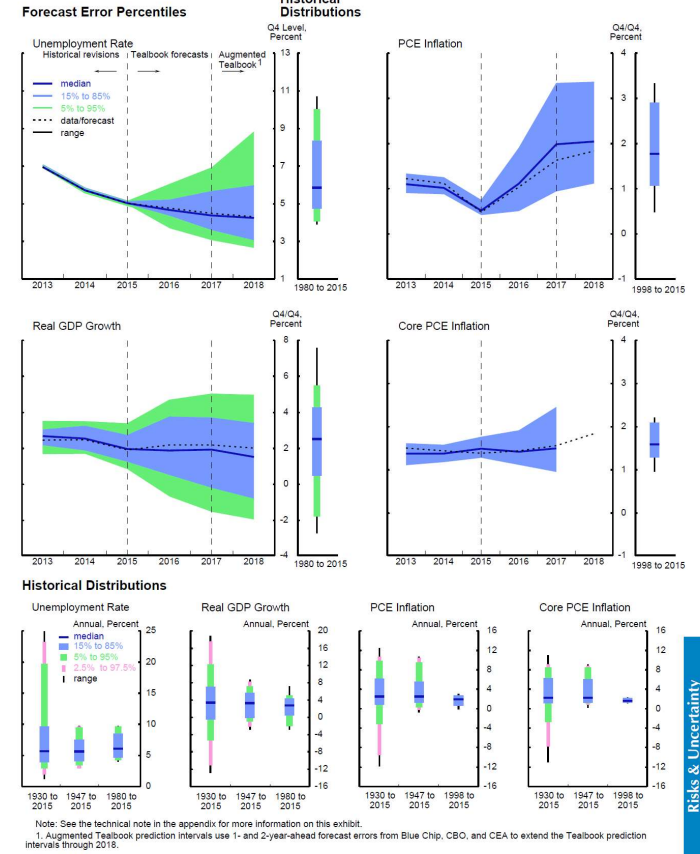 Forecast Error Percentiles
Historical
Distributions
Unemployment Rate
Q4 Level,
Percent
Historical revisions
Tealbook forecasts
Augmented
Tealbook 1
median
15% to 85%
5% to 95%
data/forecast
range
13
11
9
7
5
3
1
2013 2014 2015 2016 2017 2018
1980 to 2015
PCE Inflation
Q4/Q4,
Percent
4
3
2
1
0
-1
2013 2014 2015 2016 2017 2018
1998 to 2015
Real GDP Growth
Q4/Q4,
Percent
8
6
4
2
0
-2
-4
2013 2014 2015 2016 2017 2018
1980 to 2015
Core PCE Inflation
Q4/Q4,
Percent
4
3
2
1
0
-1
2013 2014 2015 2016 2017 2018
1998 to 2015
Historical Distributions
Unemployment Rate
Annual, Percent
median
15% to 85%
5% to 95%
2.5% to 97.5%
range
25
20
15
10
5
0
1930 to 1947 to 1980 to
2015 2015 2015
Real GDP Growth
Annual, Percent
20
16
12
8
4
0
-4
-8
-12
-16
1930 to 1947 to 1980 to
2015 2015 2015
PCE Inflation
Annual, Percent
16
12
8
4
0
-4
-8
-12
-16
1930 to 1947 to 1998 to
2015 2015 2015
Core PCE Inflation
Annual, Percent
16
12
8
4
0
-4
-8
-12
-16
1930 to 1947 to 1998 to
2015 2015 2015
Risks & Uncertainty
Note: See the technical note in the appendix for more information on this exhibit.
1. Augmented Tealbook prediction intervals use 1- and 2-year-ahead forecast errors from Blue Chip, CBO, and CEA to extend the Tealbook prediction
intervals through 2018.